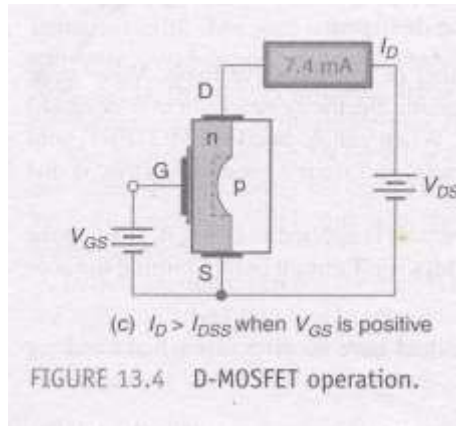 I_D
7.4 mA
D
n
G
p
V_DS
V_GS
S
(c) I_D > I_DSS when V_GS is positive
FIGURE 13.4 D-MOSFET operation.